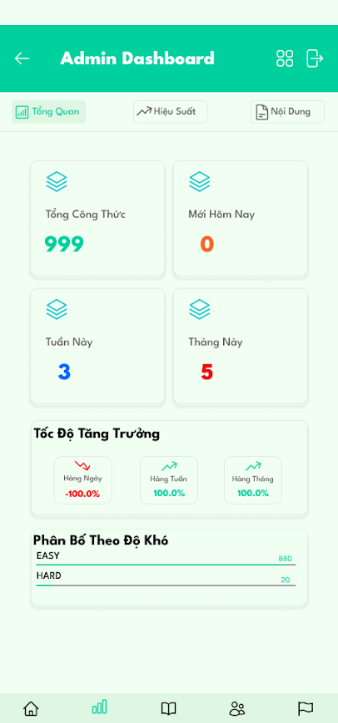 Admin Dashboard
Tổng Quan
Hiệu Suất
Nội Dung
Tổng Công Thức
Mới Hôm Nay
999
0
Tuần Này
Tháng Này
3
5
Tốc Độ Tăng Trưởng
Hàng Ngày
Hàng Tuần
Hàng Tháng
-100.0%
100.0%
100.0%
Phân Bố Theo Độ Khó
EASY
880
HARD
20